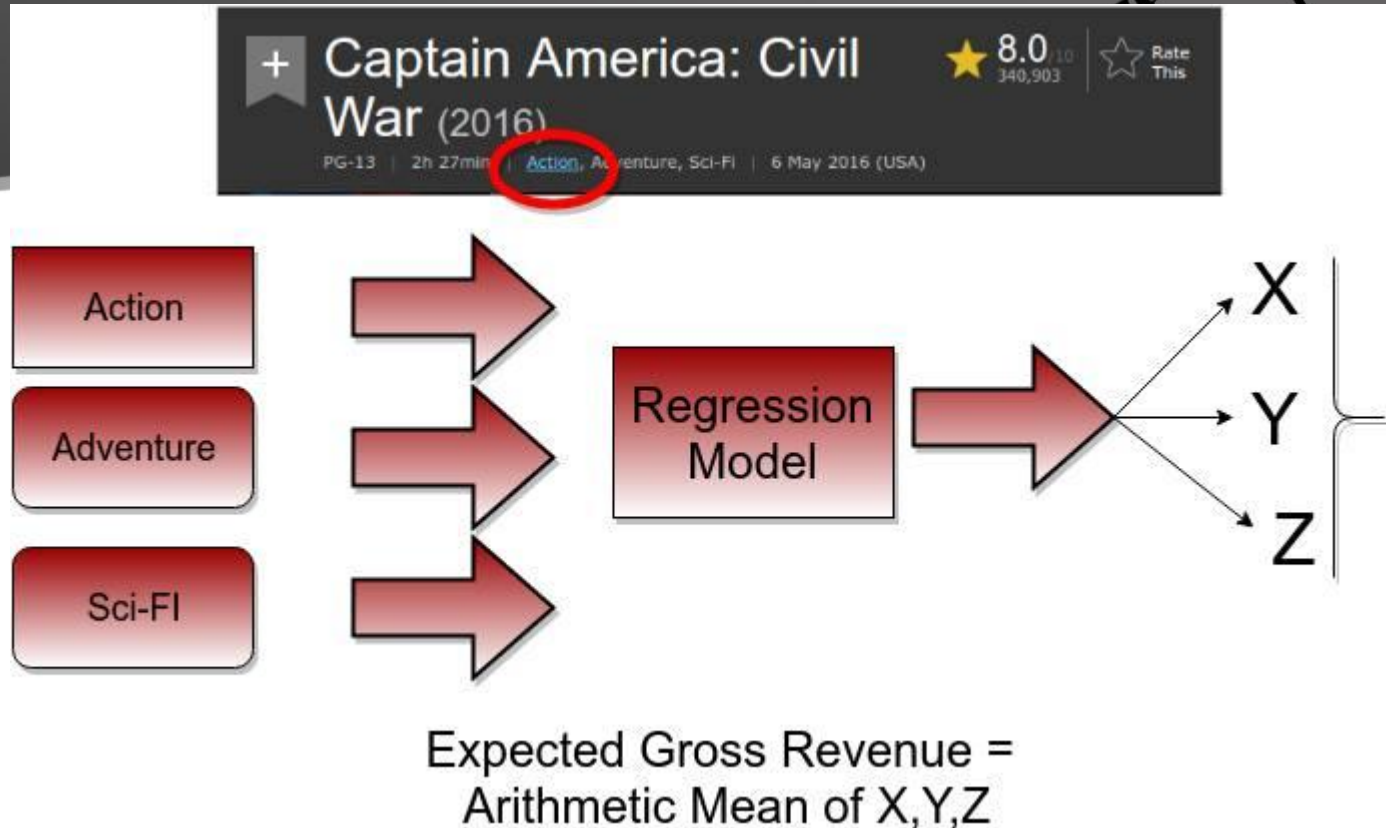 + Captain America: Civil
War (2016)
8.0/10
340,903
Rate
This
PG-13 | 2h 27min | Action, Adventure, Sci-Fi | 6 May 2016 (USA)
Action
Adventure
Sci-FI
Regression
Model
X
Y
Z
Expected Gross Revenue =
Arithmetic Mean of X,Y,Z